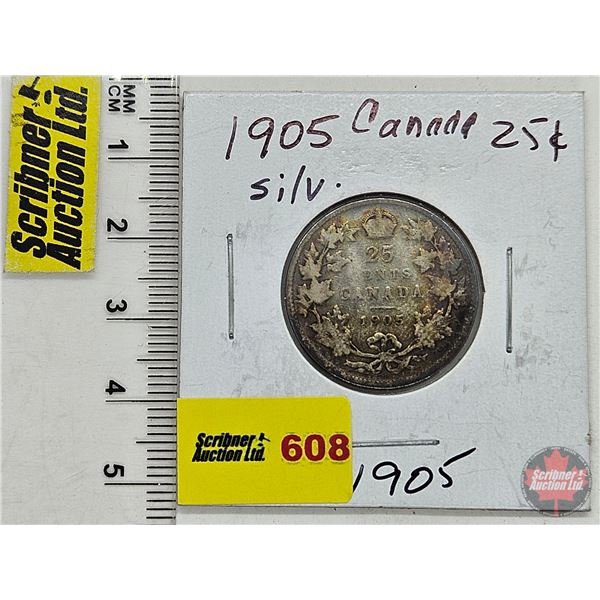 Scribner
Auction Ltd.
MM
CM
1
2
3
4
5
1905 Canada 25¢
silv.
25
CENTS
CANADA
1905
Scribner
Auction Ltd.
608
1905
Scribner
Auction Ltd.